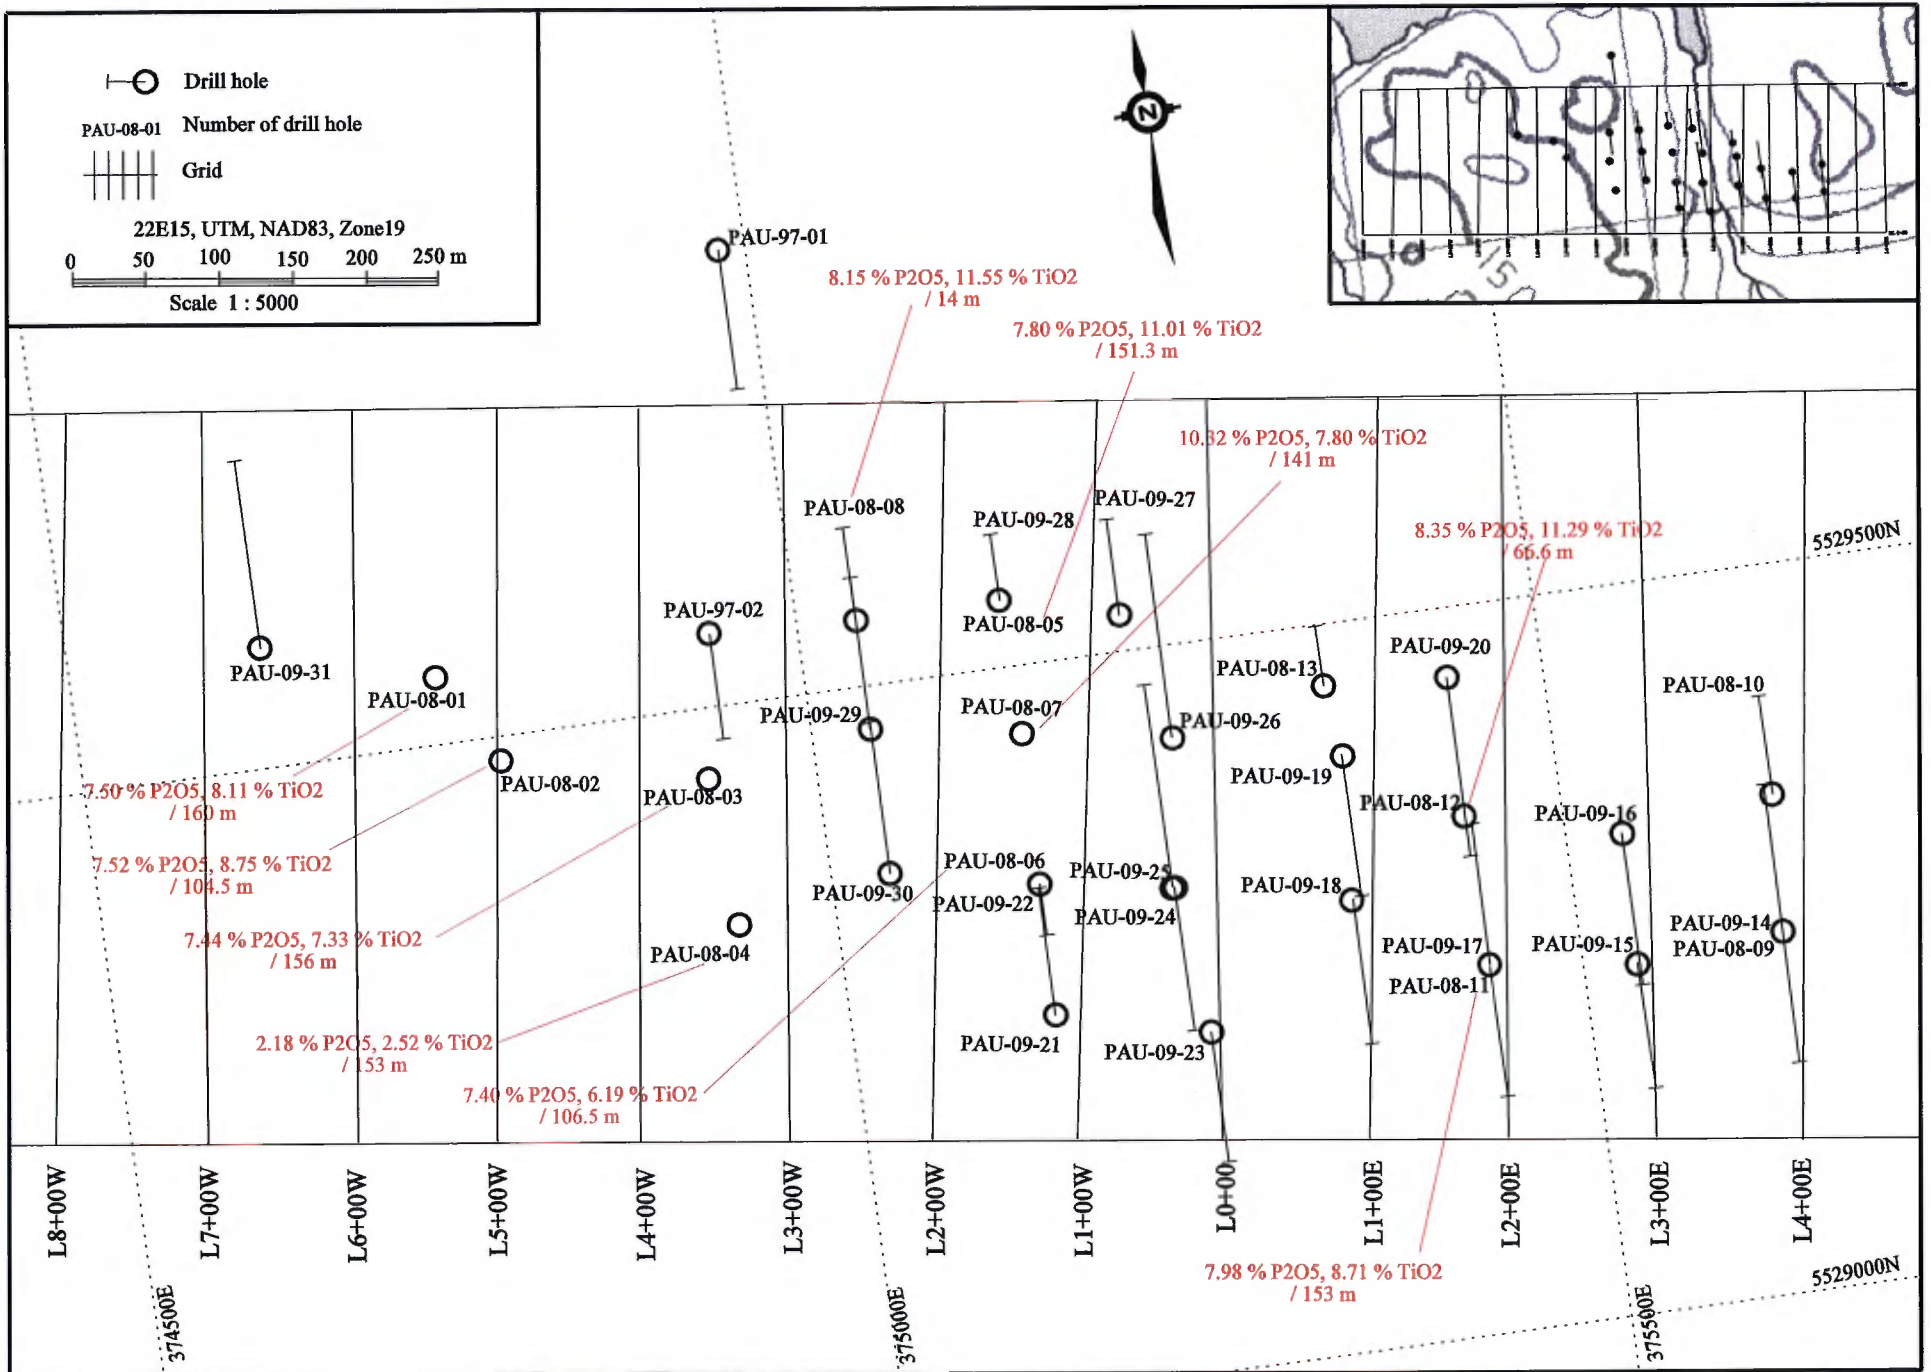 Drill hole
PAU-08-01 Number of drill hole
Grid
22E15, UTM, NAD83, Zone19
0 50 100 150 200 250 m
Scale 1 : 5000
N
15
PAU-97-01
8.15 % P2O5, 11.55 % TiO2
/ 14 m
7.80 % P2O5, 11.01 % TiO2
/ 151.3 m
10.32 % P2O5, 7.80 % TiO2
/ 141 m
PAU-08-08
PAU-09-28
PAU-09-27
8.35 % P2O5, 11.29 % TiO2
/ 66.6 m
5529500N
PAU-97-02
PAU-08-05
PAU-09-31
PAU-08-01
PAU-08-13
PAU-09-20
PAU-08-10
PAU-09-29
PAU-08-07
PAU-09-26
PAU-08-02
PAU-08-03
PAU-09-19
PAU-08-12
PAU-09-16
7.50 % P2O5, 8.11 % TiO2
/ 160 m
7.52 % P2O5, 8.75 % TiO2
/ 104.5 m
PAU-09-30
PAU-08-06
PAU-09-22
PAU-09-25
PAU-09-24
PAU-09-18
PAU-09-14
PAU-08-09
7.44 % P2O5, 7.33 % TiO2
/ 156 m
PAU-08-04
PAU-09-17
PAU-08-11
PAU-09-15
2.18 % P2O5, 2.52 % TiO2
/ 153 m
PAU-09-21
PAU-09-23
7.40 % P2O5, 6.19 % TiO2
/ 106.5 m
L8+00W
L7+00W
L6+00W
L5+00W
L4+00W
L3+00W
L2+00W
L1+00W
L0+00
L1+00E
L2+00E
L3+00E
L4+00E
7.98 % P2O5, 8.71 % TiO2
/ 153 m
5529000N
374500E
375000E
375500E